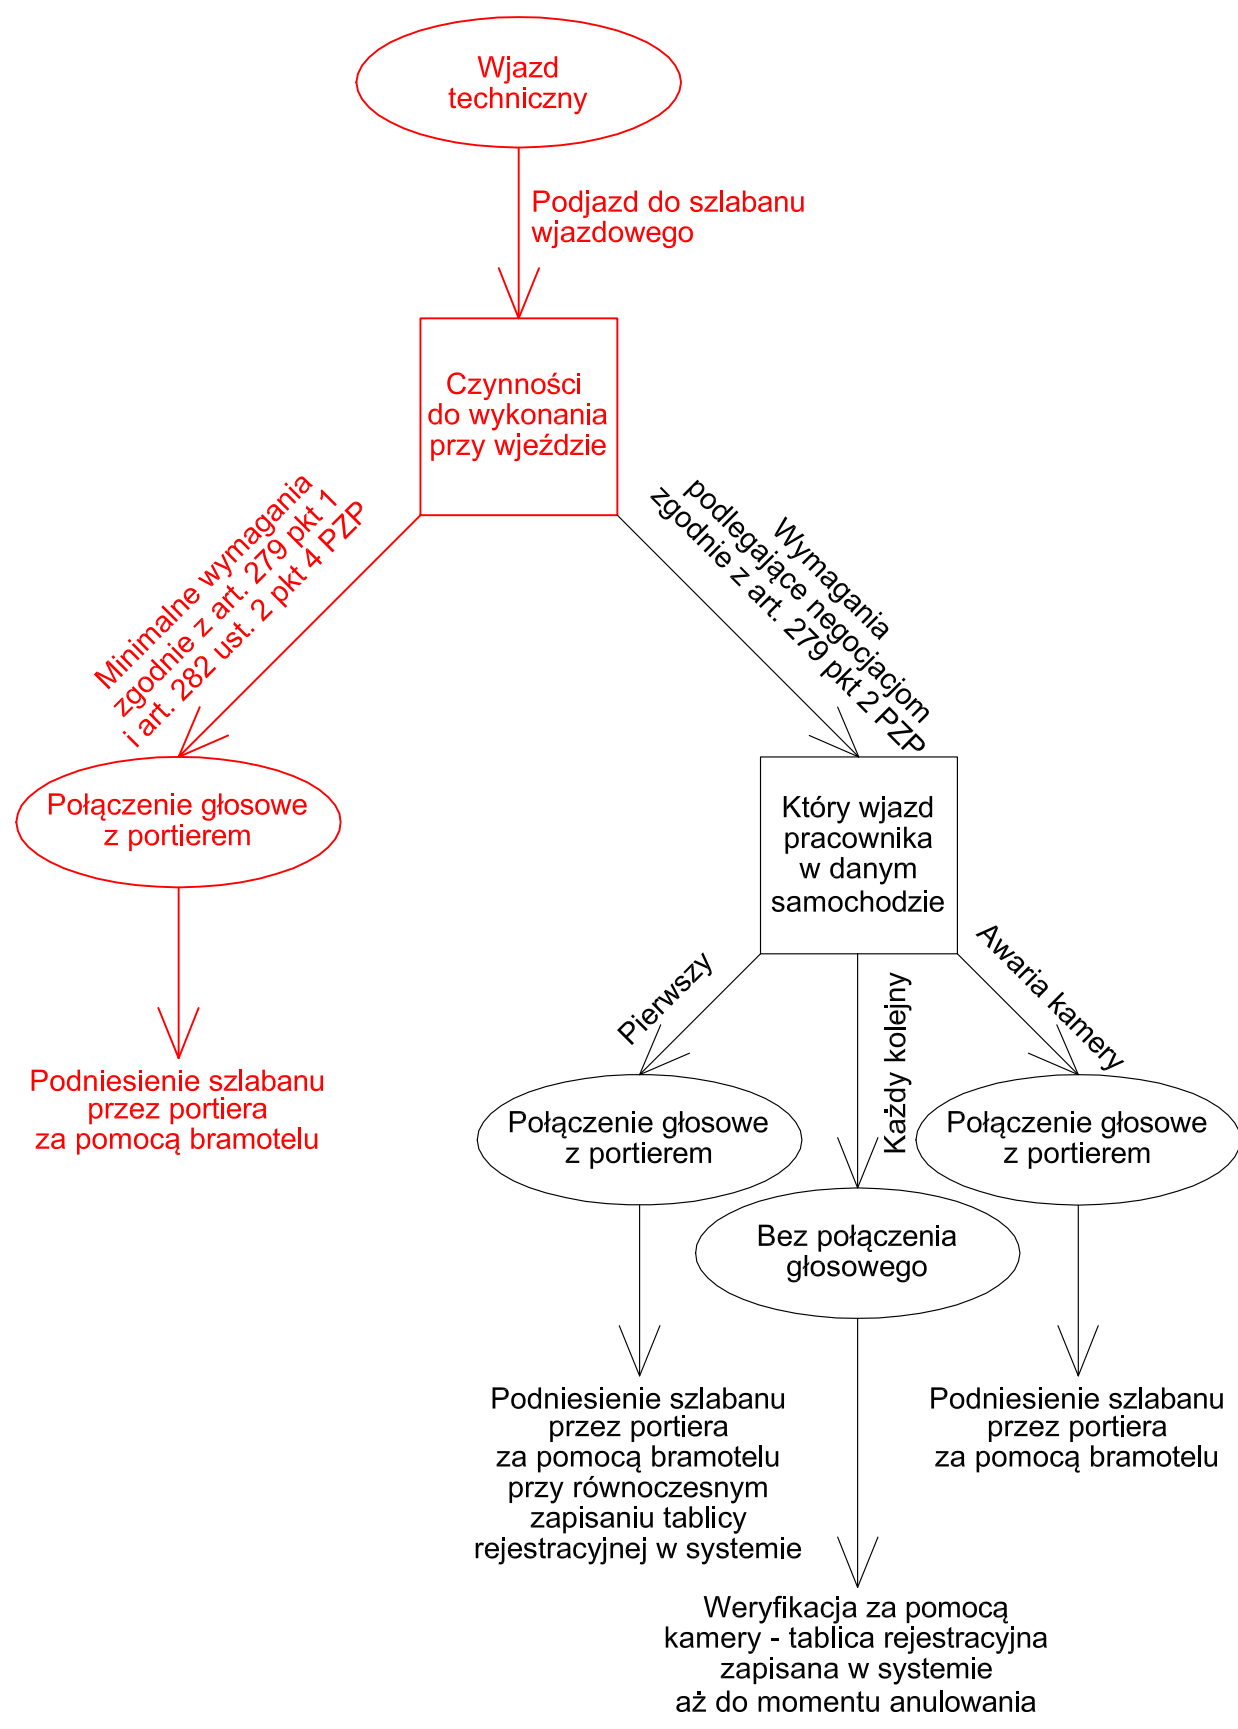 Wjazd
techniczny
Podjazd do szlabanu
wjazdowego
Czynności
do wykonania
przy wjeździe
Minimalne wymagania
zgodnie z art. 279 pkt 1
i art. 282 ust. 2 pkt 4 PZP
Wymagania
podlegające negocjacjom
zgodnie z art. 279 pkt 2 PZP
Połączenie głosowe
z portierem
Podniesienie szlabanu
przez portiera
za pomocą bramotelu
Który wjazd
pracownika
w danym
samochodzie
Pierwszy
Każdy kolejny
Awaria kamery
Połączenie głosowe
z portierem
Bez połączenia
głosowego
Połączenie głosowe
z portierem
Podniesienie szlabanu
przez portiera
za pomocą bramotelu
przy równoczesnym
zapisaniu tablicy
rejestracyjnej w systemie
Podniesienie szlabanu
przez portiera
za pomocą bramotelu
Weryfikacja za pomocą
kamery - tablica rejestracyjna
zapisana w systemie
aż do momentu anulowania